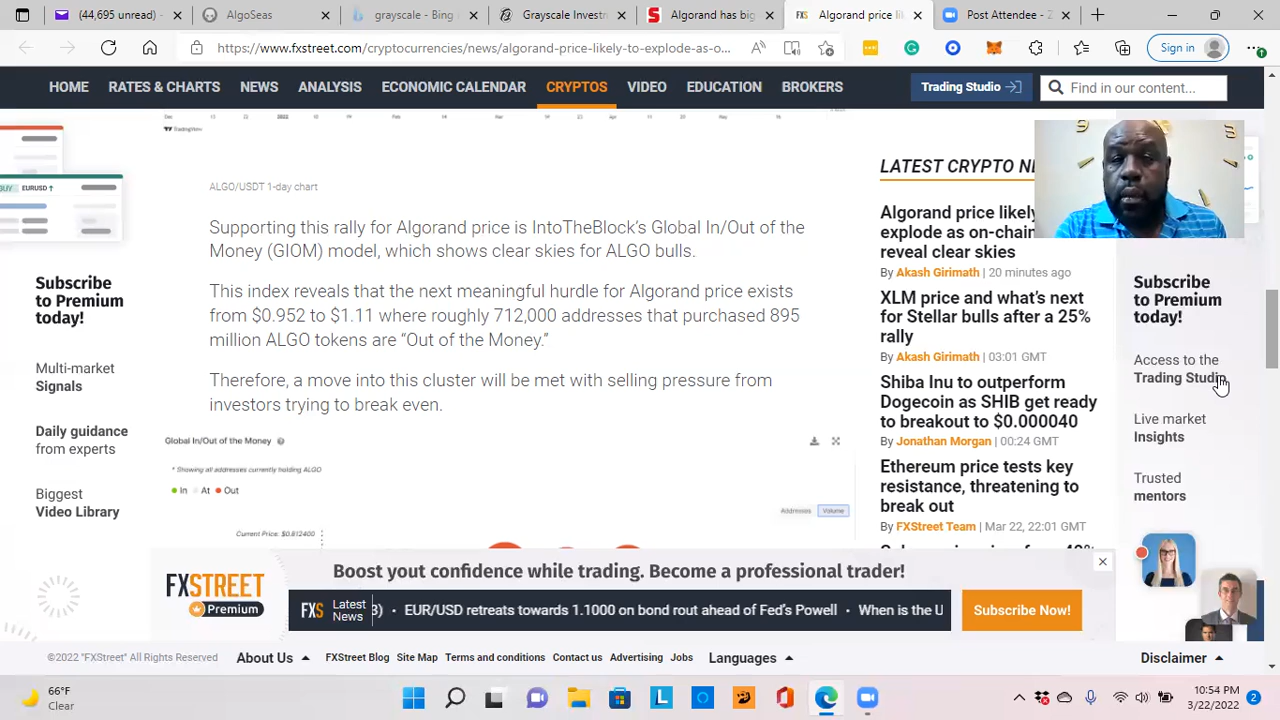 Bing
https://www.fxstreet.com/cryptocurrencies/news/algorand-price-likely-to-explode-as-o...
Sign in
HOME RATES & CHARTS NEWS ANALYSIS ECONOMIC CALENDAR CRYPTOS VIDEO EDUCATION BROKERS
Trading Studio
Find in our content...
TradingView
ALGO/USDT 1-day chart
Supporting this rally for Algorand price is IntoTheBlock's Global In/Out of the
Money (GIOM) model, which shows clear skies for ALGO bulls.
This index reveals that the next meaningful hurdle for Algorand price exists
from $0.952 to $1.11 where roughly 712,000 addresses that purchased 895
million ALGO tokens are “Out of the Money.”
Therefore, a move into this cluster will be met with selling pressure from
investors trying to break even.
Global In/Out of the Money
* Showing all addresses currently holding ALGO
In At Out
Addresses Volume
Current Price: $0.812400
EURUSD
Subscribe
to Premium
today!
Multi-market
Signals
Daily guidance
from experts
Biggest
Video Library
LATEST CRYPTO
Algorand price likely
explode as on-chain
reveal clear skies
By Akash Girimath | 20 minutes ago
XLM price and what's next
for Stellar bulls after a 25%
rally
By Akash Girimath | 03:01 GMT
Shiba Inu to outperform
Dogecoin as SHIB get ready
to breakout to $0.000040
By Jonathan Morgan | 00:24 GMT
Ethereum price tests key
resistance, threatening to
break out
By FXStreet Team | Mar 22, 22:01 GMT
Subscribe
to Premium
today!
Access to the
Trading Studio
Live market
Insights
Trusted
mentors
FXSTREET
Premium
Boost yout confidence while trading. Become a professional trader!
FXS Latest
News
3) · EUR/USD retreats towards 1.1000 on bond rout ahead of Fed's Powell · When is the U
Subscribe Now!
©2022 "FXStreet" All Rights Reserved About Us FXStreet Blog Site Map Terms and conditions Contact us Advertising Jobs Languages Disclaimer
66°F
Clear
10:54 PM
3/22/2022
2